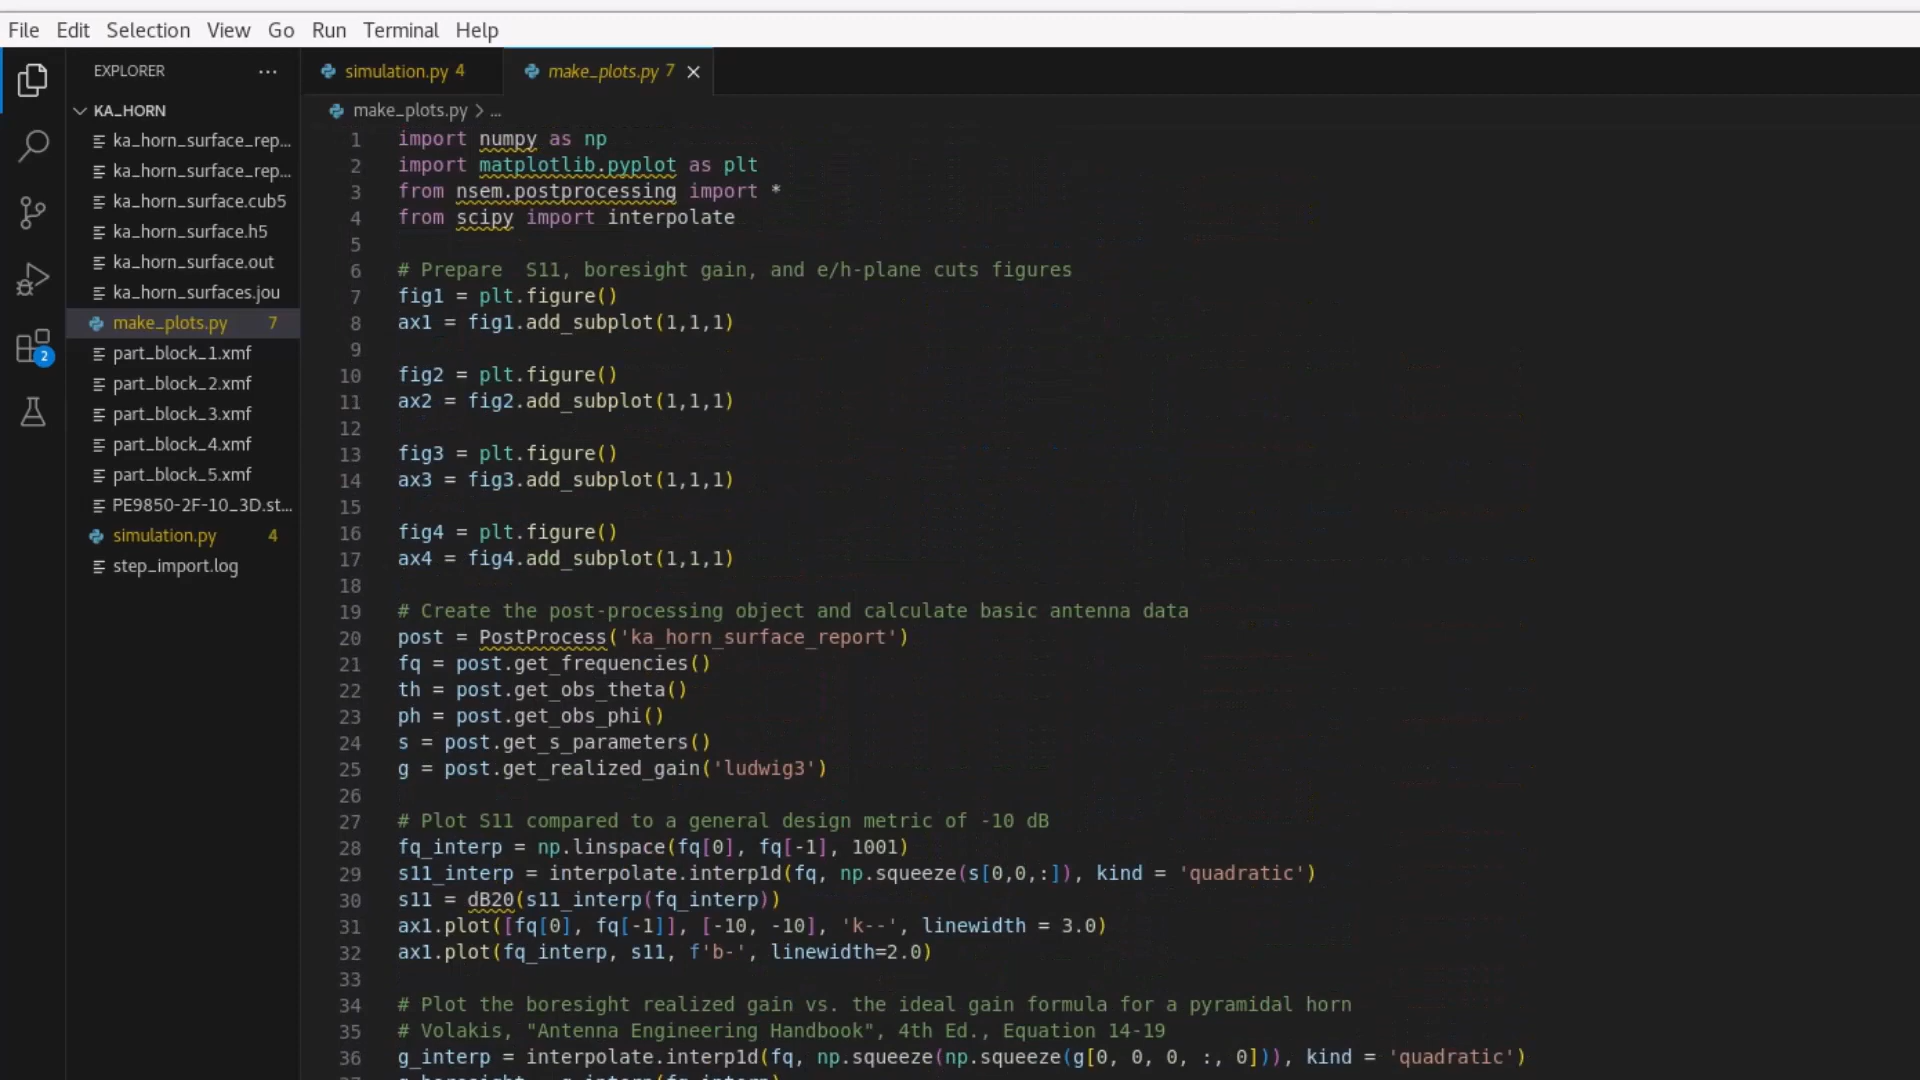 File Edit Selection View Go Run Terminal Help
EXPLORER ...
KA_HORN
ka_horn_surface_rep...
ka_horn_surface_rep...
ka_horn_surface.cub5
ka_horn_surface.h5
ka_horn_surface.out
ka_horn_surfaces.jou
make_plots.py 7
part_block_1.xmf
part_block_2.xmf
part_block_3.xmf
part_block_4.xmf
part_block_5.xmf
PE9850-2F-10_3D.st...
simulation.py 4
step_import.log
2
simulation.py 4 make_plots.py 7
make_plots.py > ...
1 import numpy as np
2 import matplotlib.pyplot as plt
3 from nsem.postprocessing import *
4 from scipy import interpolate
5
6 # Prepare  S11, boresight gain, and e/h-plane cuts figures
7 fig1 = plt.figure()
8 ax1 = fig1.add_subplot(1,1,1)
9
10 fig2 = plt.figure()
11 ax2 = fig2.add_subplot(1,1,1)
12
13 fig3 = plt.figure()
14 ax3 = fig3.add_subplot(1,1,1)
15
16 fig4 = plt.figure()
17 ax4 = fig4.add_subplot(1,1,1)
18
19 # Create the post-processing object and calculate basic antenna data
20 post = PostProcess('ka_horn_surface_report')
21 fq = post.get_frequencies()
22 th = post.get_obs_theta()
23 ph = post.get_obs_phi()
24 s = post.get_s_parameters()
25 g = post.get_realized_gain('ludwig3')
26
27 # Plot S11 compared to a general design metric of -10 dB
28 fq_interp = np.linspace(fq[0], fq[-1], 1001)
29 s11_interp = interpolate.interp1d(fq, np.squeeze(s[0,0,:]), kind = 'quadratic')
30 s11 = dB20(s11_interp(fq_interp))
31 ax1.plot([fq[0], fq[-1]], [-10, -10], 'k--', linewidth = 3.0)
32 ax1.plot(fq_interp, s11, f'b-', linewidth=2.0)
33
34 # Plot the boresight realized gain vs. the ideal gain formula for a pyramidal horn
35 # Volakis, "Antenna Engineering Handbook", 4th Ed., Equation 14-19
36 g_interp = interpolate.interp1d(fq, np.squeeze(np.squeeze(g[0, 0, 0, :, 0])), kind = 'quadratic')